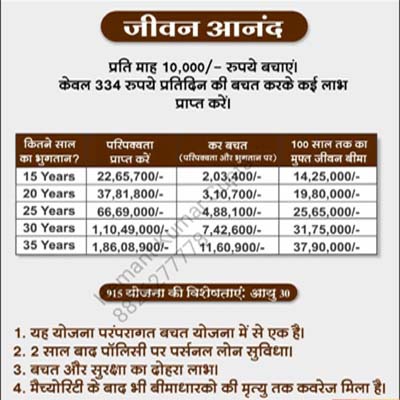 जीवन आनंद
प्रति माह 10,000/- रुपये बचाएं।
केवल 334 रुपये प्रतिदिन की बचत करके कई लाभ
प्राप्त करें।
कितने साल का भुगतान? परिपक्वता प्राप्त करें कर बचत (परिपक्वता और भुगतान पर) 100 साल तक का मुफ्त जीवन बीमा
15 Years 22,65,700/- 2,03,400/- 14,25,000/-
20 Years 37,81,800/- 3,10,700/- 19,80,000/-
25 Years 66,69,000/- 4,88,100/- 25,65,000/-
30 Years 1,10,49,000/- 7,42,600/- 31,75,000/-
35 Years 1,86,08,900/- 11,60,900/- 37,90,000/-
915 योजना की विशेषताएं: आयु 30
1. यह योजना परंपरागत बचत योजना में से एक है।
2. 2 साल बाद पॉलिसी पर पर्सनल लोन सुविधा।
3. बचत और सुरक्षा का दोहरा लाभ।
4. मैच्योरिटी के बाद भी बीमाधारको की मृत्यु तक कवरेज मिला है।